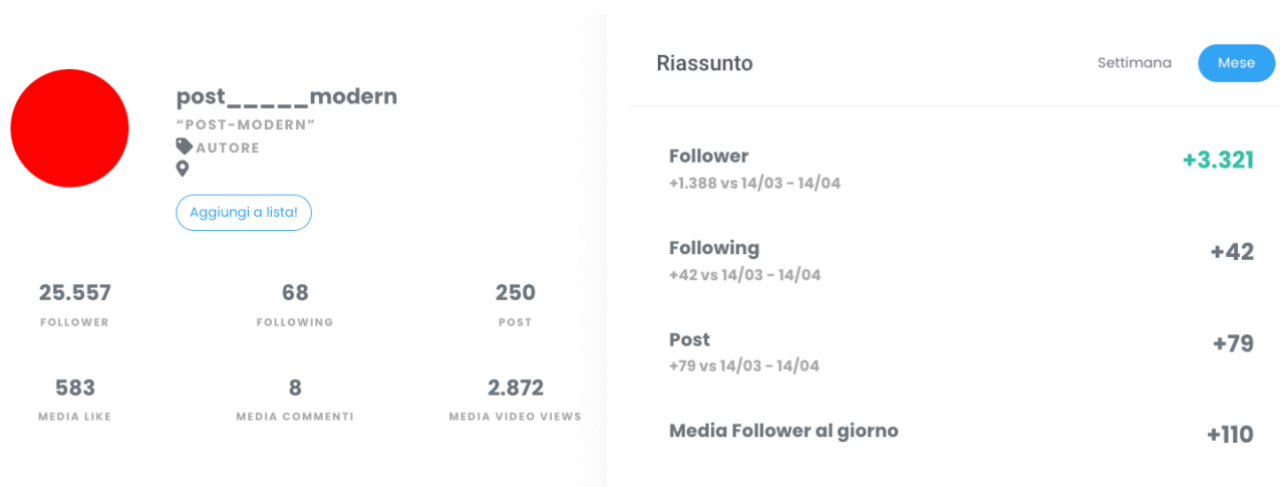 post_____modern
“POST-MODERN”
AUTORE
Aggiungi a lista!
25.557
FOLLOWER
68
FOLLOWING
250
POST
583
MEDIA LIKE
8
MEDIA COMMENTI
2.872
MEDIA VIDEO VIEWS
Riassunto
Settimana
Mese
Follower
+3.321
+1.388 vs 14/03 - 14/04
Following
+42
+42 vs 14/03 - 14/04
Post
+79
+79 vs 14/03 - 14/04
Media Follower al giorno
+110